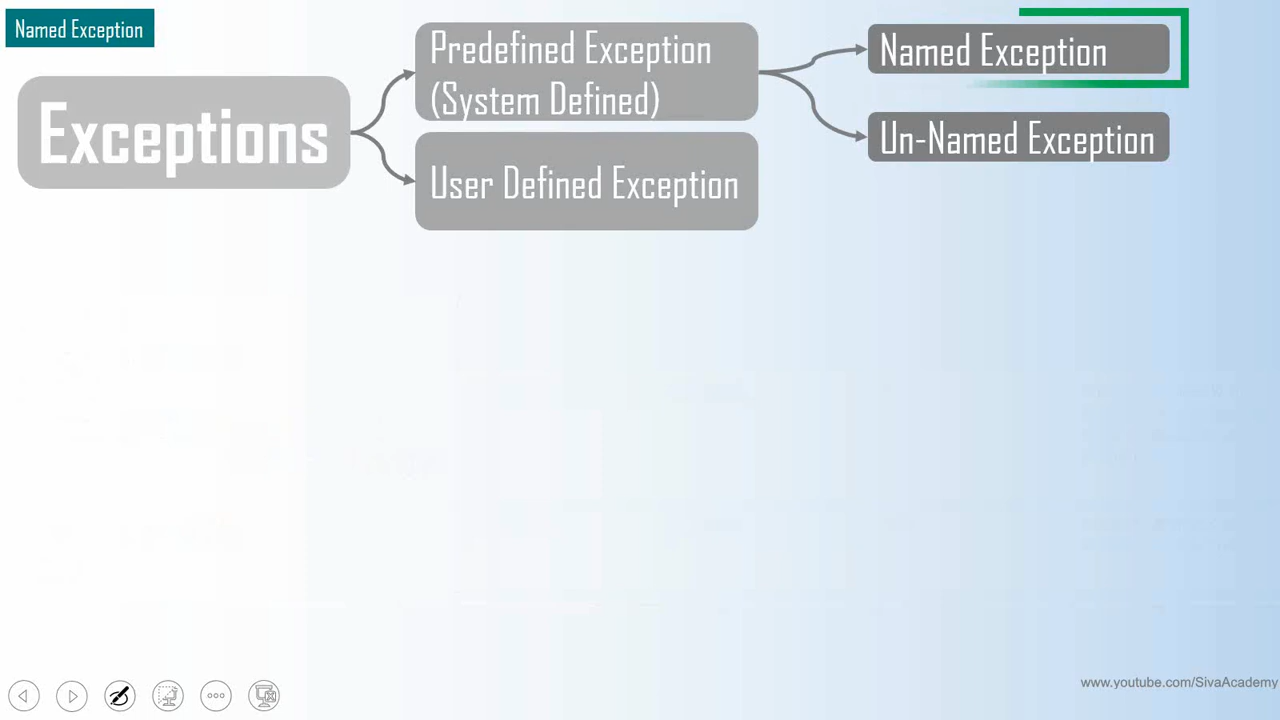 Named Exception
Exceptions
Predefined Exception
(System Defined)
User Defined Exception
Named Exception
Un-Named Exception
www.youtube.com/SivaAcademy